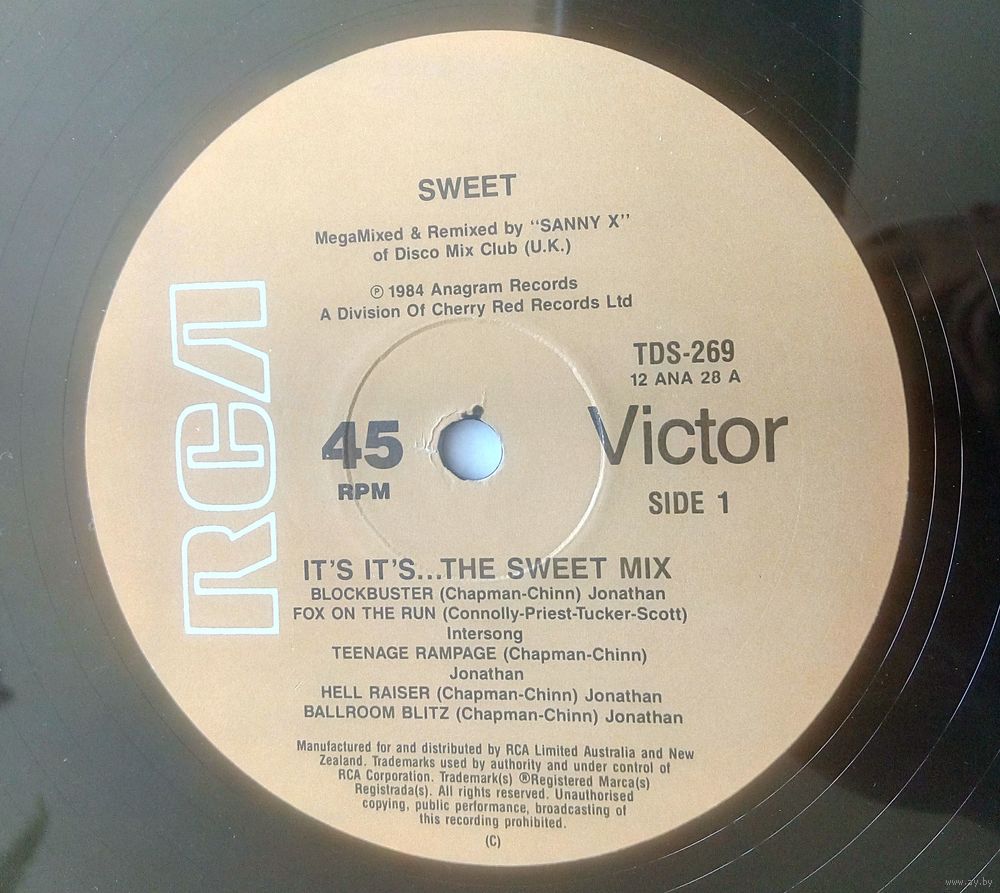 SWEET
MegaMixed & Remixed by "SANNY X"
of Disco Mix Club (U.K.)
℗ 1984 Anagram Records
A Division Of Cherry Red Records Ltd
TDS-269
12 ANA 28 A
RCA
45
RPM
Victor
SIDE 1
IT'S IT'S...THE SWEET MIX
BLOCKBUSTER (Chapman-Chinn) Jonathan
FOX ON THE RUN (Connolly-Priest-Tucker-Scott)
Intersong
TEENAGE RAMPAGE (Chapman-Chinn)
Jonathan
HELL RAISER (Chapman-Chinn) Jonathan
BALLROOM BLITZ (Chapman-Chinn) Jonathan
Manufactured for and distributed by RCA Limited Australia and New
Zealand. Trademarks used by authority and under control of
RCA Corporation. Trademark(s) ®Registered Marca(s)
Registrada(s). All rights reserved. Unauthorised
copying, public performance, broadcasting of
this recording prohibited.
(C)
www.ay.by